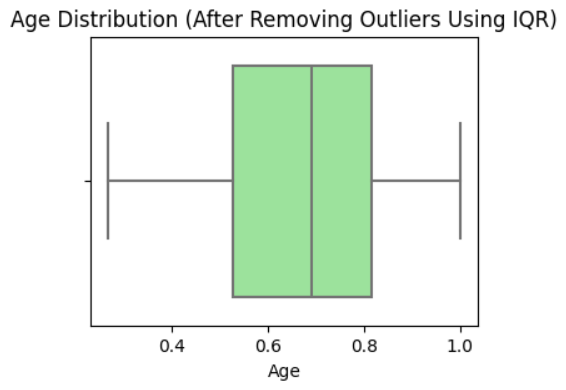 Age Distribution (After Removing Outliers Using IQR)
0.4 0.6 0.8 1.0
Age